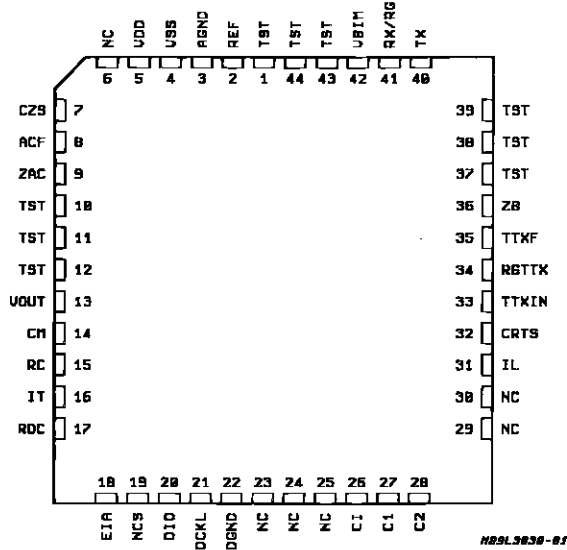 NC VDD VSS AGND REF TST TST TST VBIM RX/RG TX
6 5 4 3 2 1 44 43 42 41 40
CZS 7
ACF 8
ZAC 9
TST 10
TST 11
TST 12
VOUT 13
CM 14
RC 15
IT 16
RDC 17
39 TST
38 TST
37 TST
36 ZB
35 TTXF
34 RGTTX
33 TTXIN
32 CRTS
31 IL
30 NC
29 NC
18 19 20 21 22 23 24 25 26 27 28
EIA NCS DIO DCKL DGND NC NC NC CI C1 C2
M89L3030-01